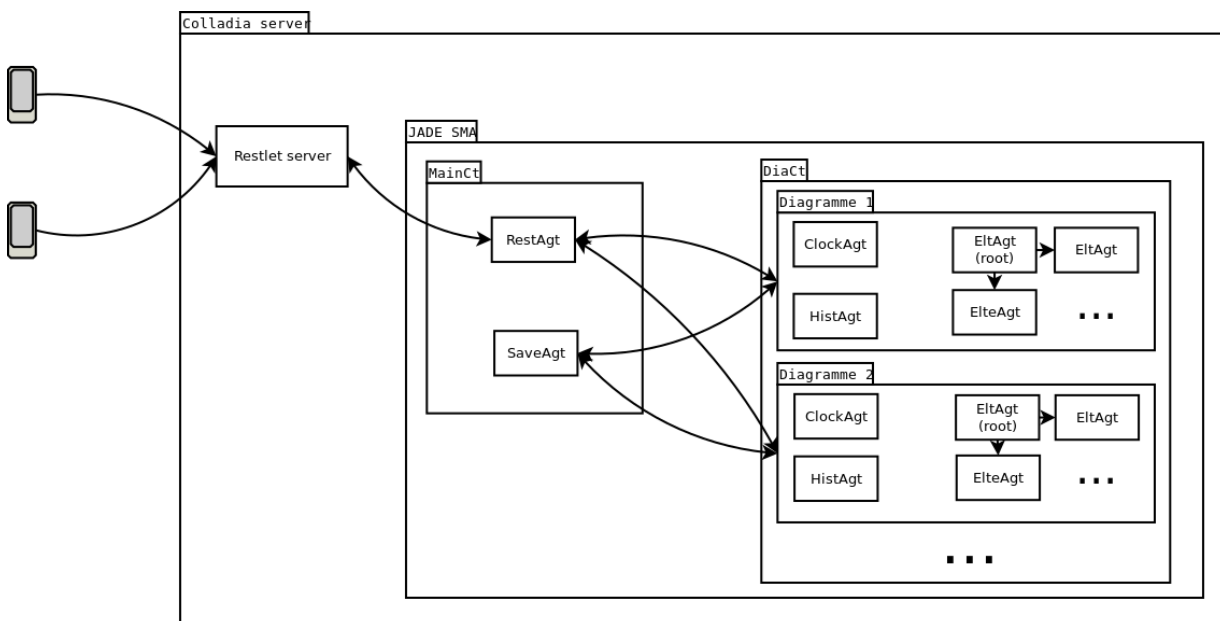 Colladia server
Restlet server
JADE SMA
MainCt
RestAgt
SaveAgt
DiaCt
Diagramme 1
ClockAgt
EltAgt
(root)
EltAgt
HistAgt
ElteAgt
...
Diagramme 2
ClockAgt
EltAgt
(root)
EltAgt
HistAgt
ElteAgt
...
...